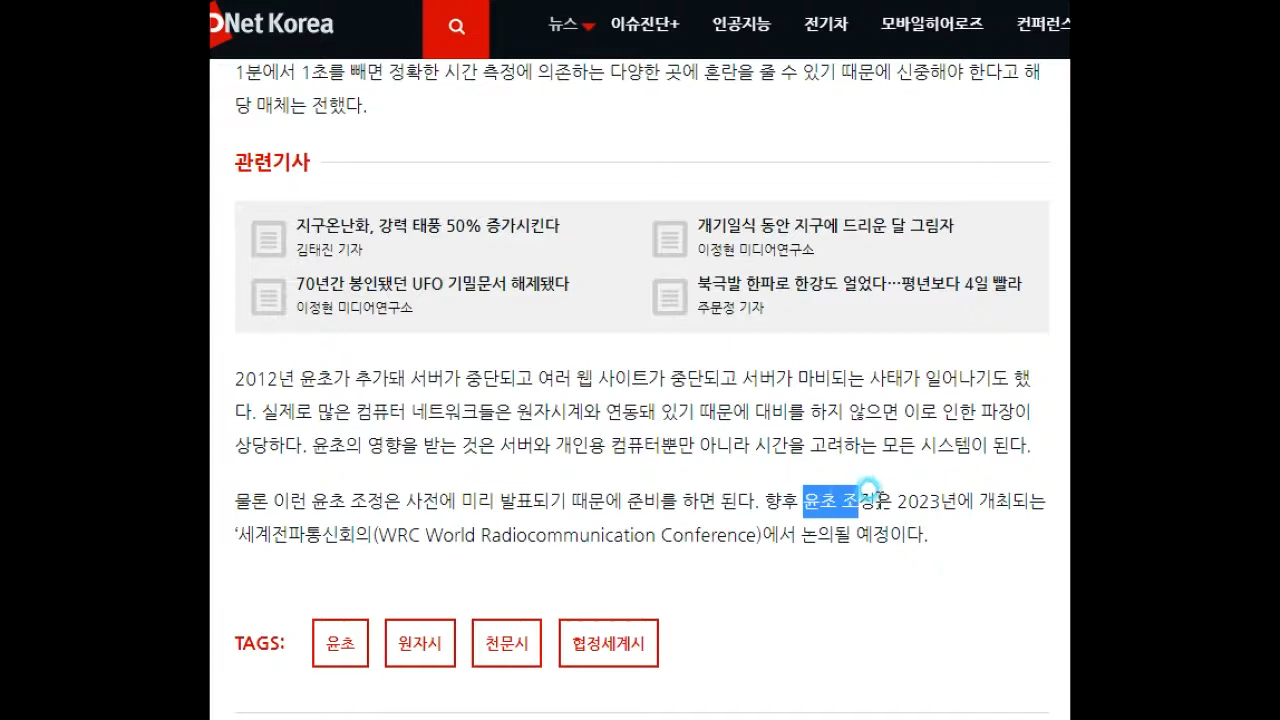 DNet Korea
뉴스 이슈진단+ 인공지능 전기차 모바일히어로즈 컨퍼런스
1분에서 1초를 빼면 정확한 시간 측정에 의존하는 다양한 곳에 혼란을 줄 수 있기 때문에 신중해야 한다고 해
당 매체는 전했다.
관련기사
지구온난화, 강력 태풍 50% 증가시킨다
김태진 기자
개기일식 동안 지구에 드리운 달 그림자
이정현 미디어연구소
70년간 봉인됐던 UFO 기밀문서 해제됐다
이정현 미디어연구소
북극발 한파로 한강도 얼었다…평년보다 4일 빨라
주문정 기자
2012년 윤초가 추가돼 서버가 중단되고 여러 웹 사이트가 중단되고 서버가 마비되는 사태가 일어나기도 했
다. 실제로 많은 컴퓨터 네트워크들은 원자시계와 연동돼 있기 때문에 대비를 하지 않으면 이로 인한 파장이
상당하다. 윤초의 영향을 받는 것은 서버와 개인용 컴퓨터뿐만 아니라 시간을 고려하는 모든 시스템이 된다.
물론 이런 윤초 조정은 사전에 미리 발표되기 때문에 준비를 하면 된다. 향후 윤초 조정은 2023년에 개최되는
‘세계전파통신회의(WRC World Radiocommunication Conference)에서 논의될 예정이다.
TAGS: 윤초 원자시 천문시 협정세계시